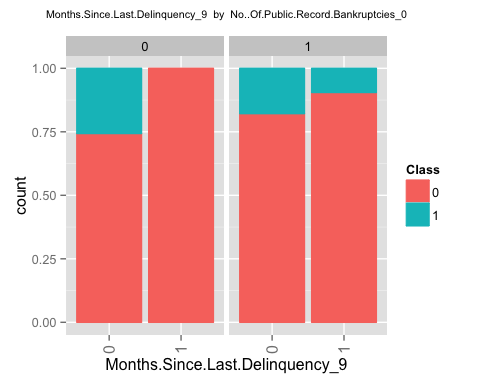 Months.Since.Last.Delinquency_9 by No..Of.Public.Record.Bankruptcies_0
0 1
1.00
0.75
0.50
0.25
0.00
count
0 1 0 1
Months.Since.Last.Delinquency_9
Class
0
1